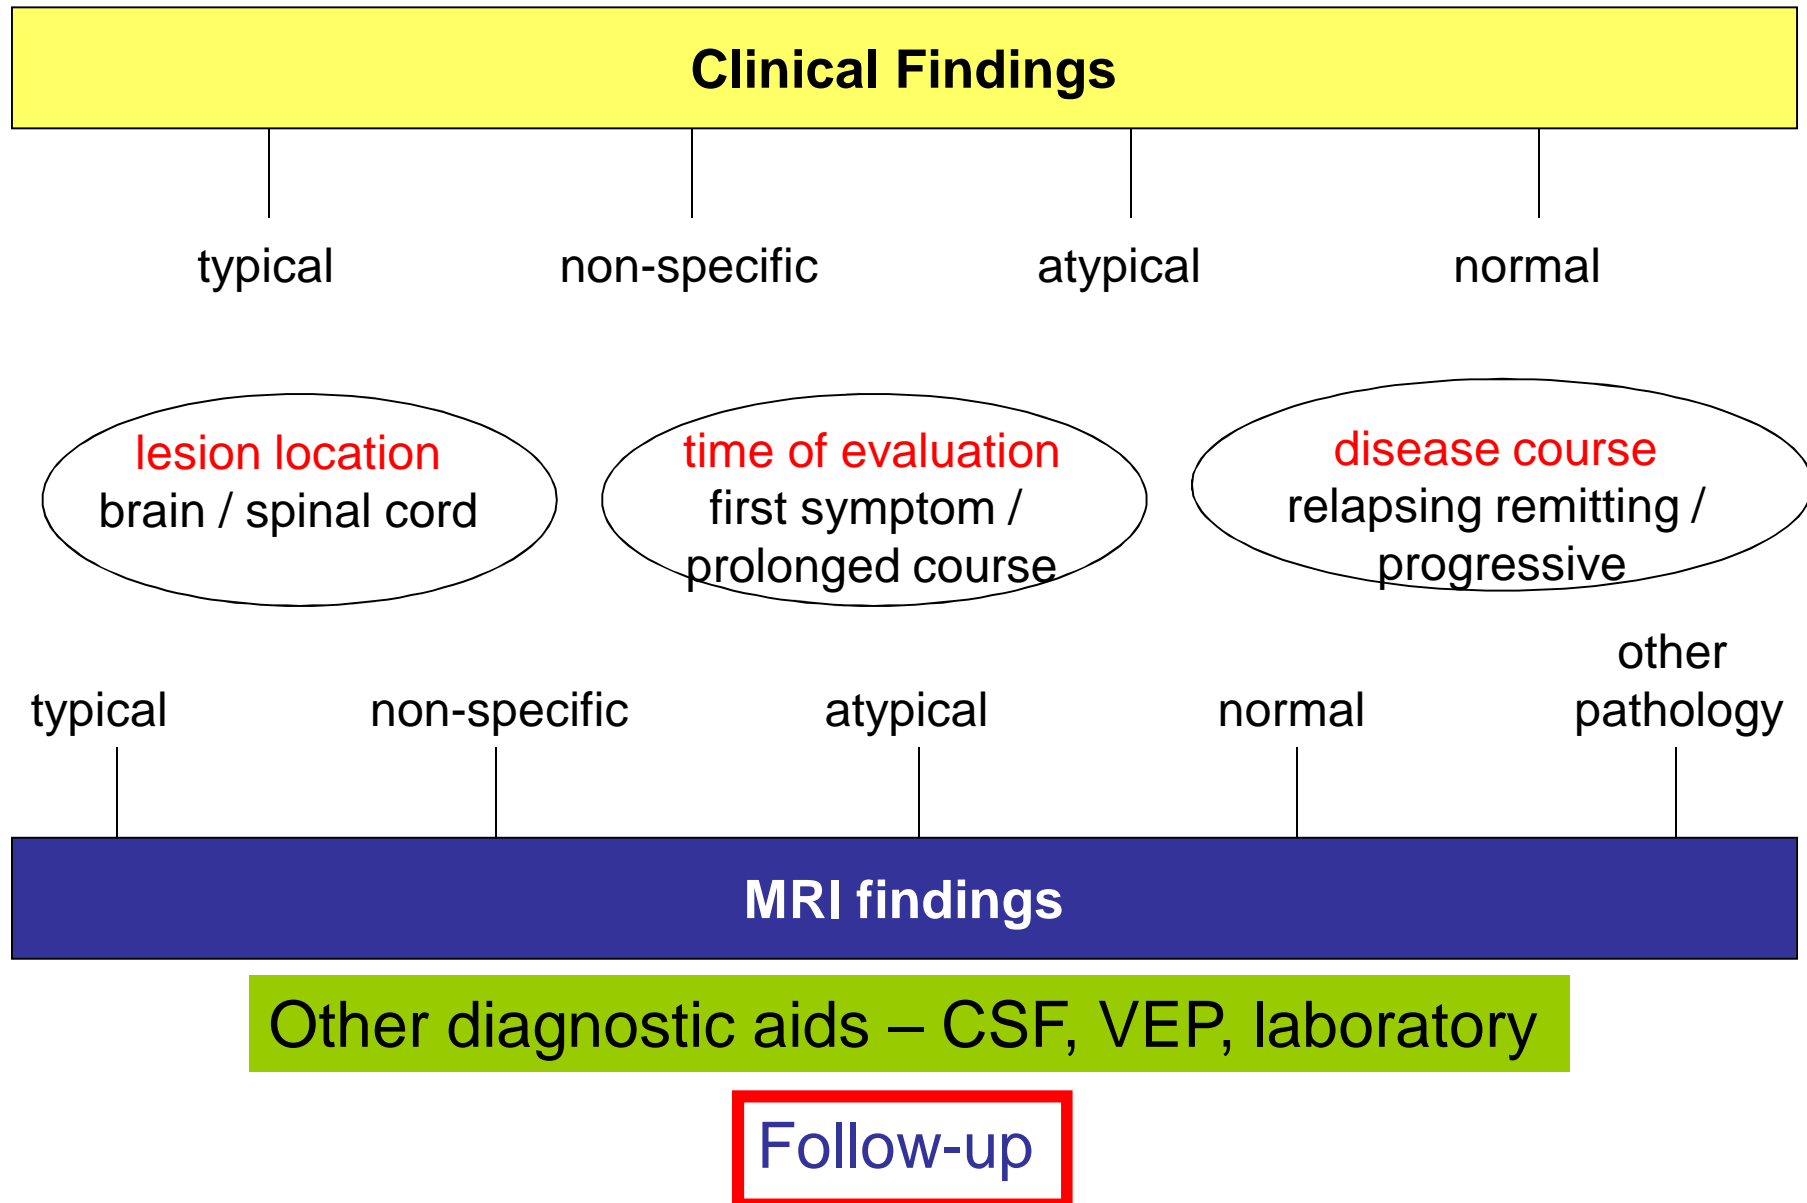 Clinical Findings
typical non-specific atypical normal
lesion location
brain / spinal cord
time of evaluation
first symptom /
prolonged course
disease course
relapsing remitting /
progressive
typical non-specific atypical normal other
pathology
MRI findings
Other diagnostic aids – CSF, VEP, laboratory
Follow-up